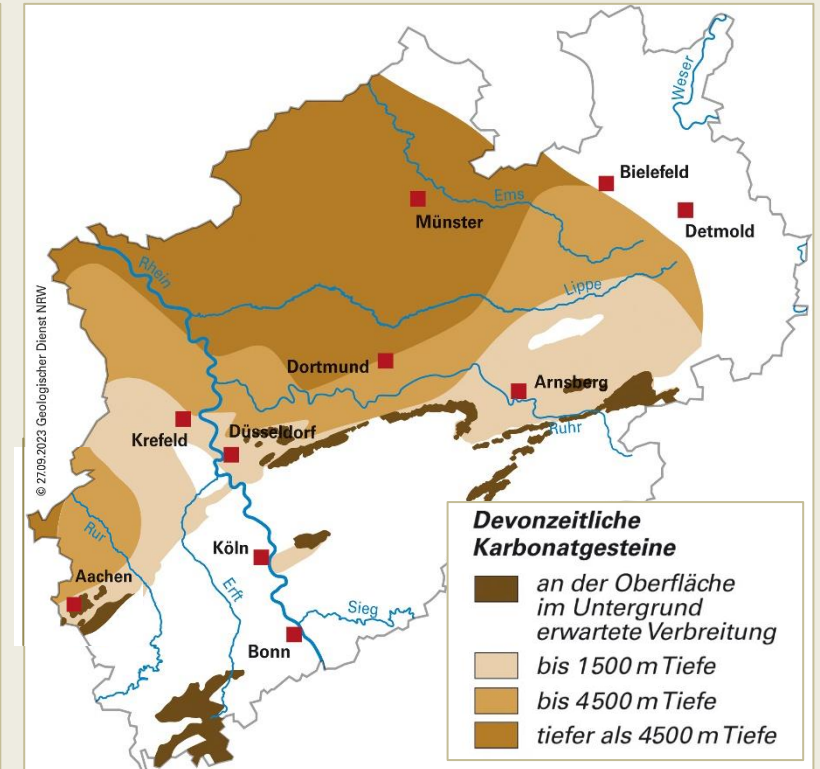 Weser
Bielefeld
Ems
Münster
Detmold
Rhein
Lippe
© 27.09.2023 Geologischer Dienst NRW
Dortmund
Arnsberg
Krefeld
Düsseldorf
Ruhr
Rur
Köln
Aachen
Erft
Sieg
Bonn
Devonzeitliche
Karbonatgesteine
an der Oberfläche
im Untergrund
erwartete Verbreitung
bis 1500 m Tiefe
bis 4500 m Tiefe
tiefer als 4500 m Tiefe